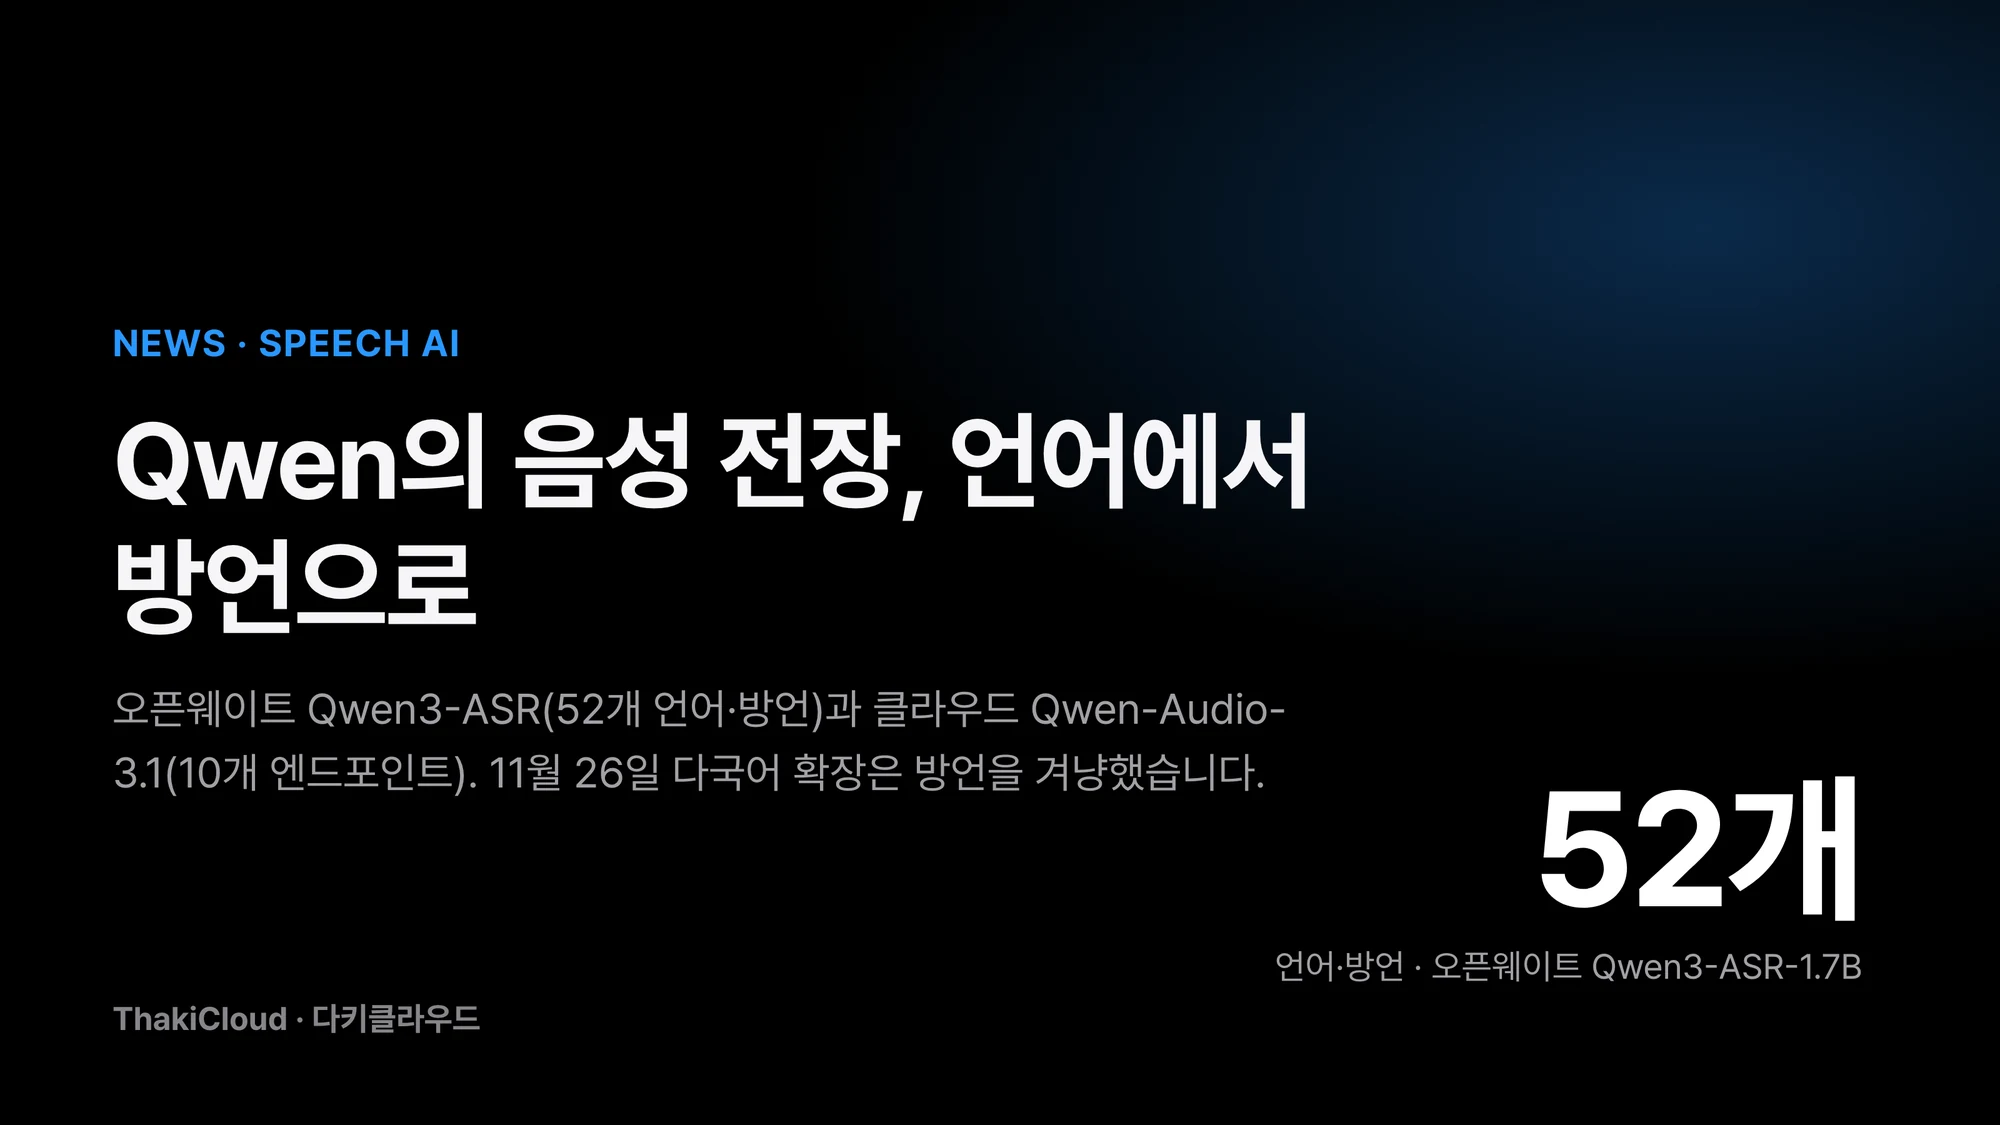 NEWS · SPEECH AI
Qwen의 음성 전장, 언어에서
방언으로
오픈웨이트 Qwen3-ASR(52개 언어·방언)과 클라우드 Qwen-Audio-
3.1(10개 엔드포인트). 11월 26일 다국어 확장은 방언을 겨냥했습니다.
52개
언어·방언 · 오픈웨이트 Qwen3-ASR-1.7B
ThakiCloud · 다키클라우드